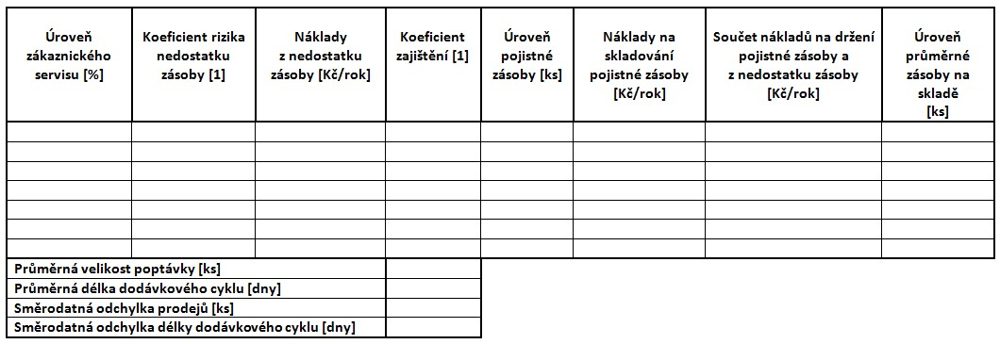 Úroveň
zákaznického
servisu [%]
Koeficient rizika
nedostatku
zásoby [1]
Náklady
z nedostatku
zásoby [Kč/rok]
Koeficient
zajištění [1]
Úroveň
pojistné
zásoby [ks]
Náklady na
skladování
pojistné zásoby
[Kč/rok]
Součet nákladů na držení
pojistné zásoby a
z nedostatku zásoby
[Kč/rok]
Úroveň
průměrné
zásoby na
skladě
[ks]
Průměrná velikost poptávky [ks]
Průměrná délka dodávkového cyklu [dny]
Směrodatná odchylka prodejů [ks]
Směrodatná odchylka délky dodávkového cyklu [dny]